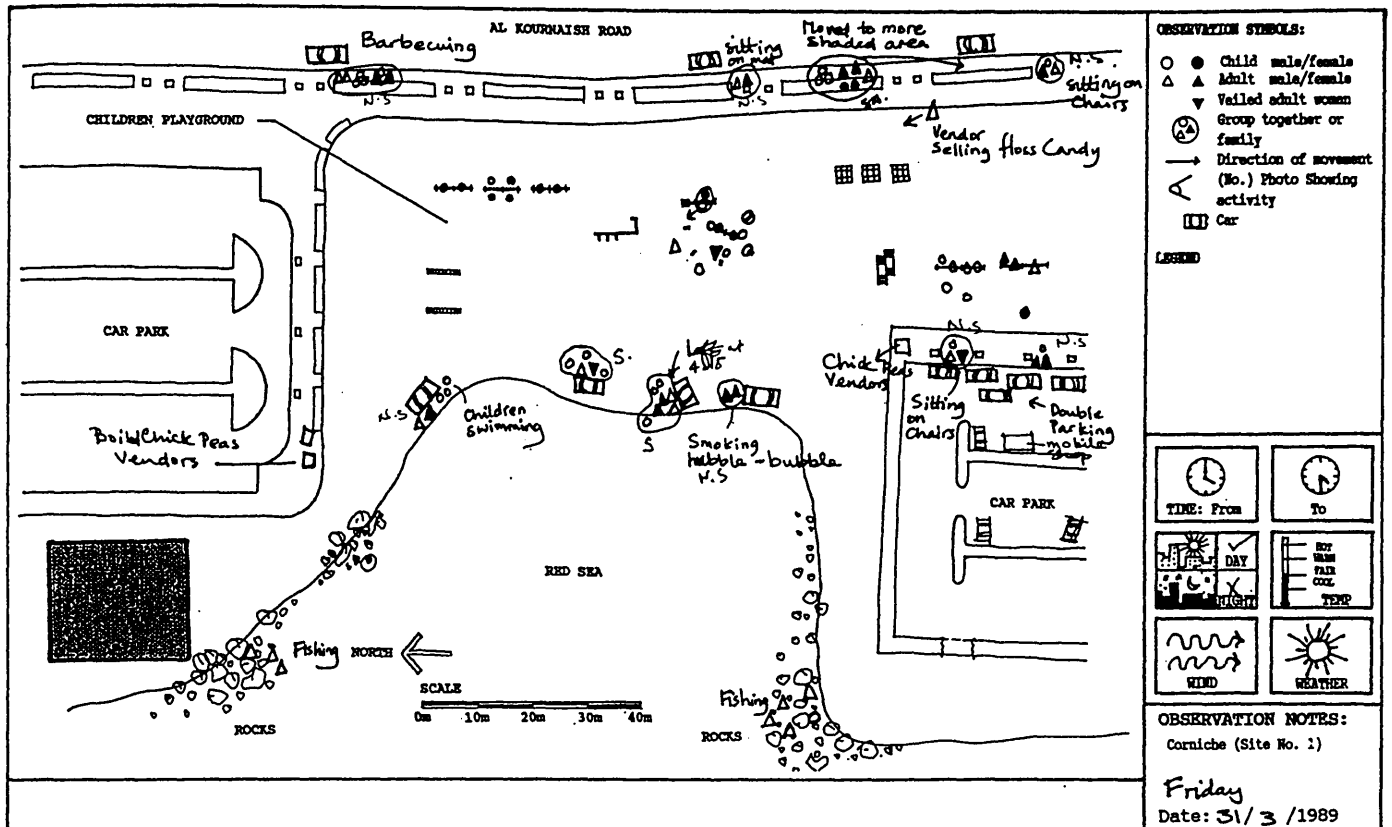 AL KOURNAISH ROAD
Barbecuing
sitting
on mat
Moved to more
shaded area
N.S
N.S
N.S
Sitting on
Chairs
CHILDREN PLAYGROUND
Vendor
Selling floss Candy
CAR PARK
N.S
N.S
S.
Left at
N.S
Children
Swimming
S
Smoking
hubble-bubble
N.S
Chick Peas
Vendors
Sitting
on
Chairs
Double
Parking
mobile
Shop
Boild Chick Peas
Vendors
CAR PARK
RED SEA
Fishing
NORTH
SCALE
0m 10m 20m 30m 40m
ROCKS
Fishing
ROCKS
OBSERVATION SYMBOLS:
Child male/female
Adult male/female
Veiled adult woman
Group together or
family
Direction of movement
(No.) Photo Showing
activity
Car
LEGEND
TIME: From
To
DAY
NIGHT
HOT
WARM
FAIR
COOL
TEMP
WIND
WEATHER
OBSERVATION NOTES:
Corniche (Site No. 1)
Friday
Date: 31/3/1989